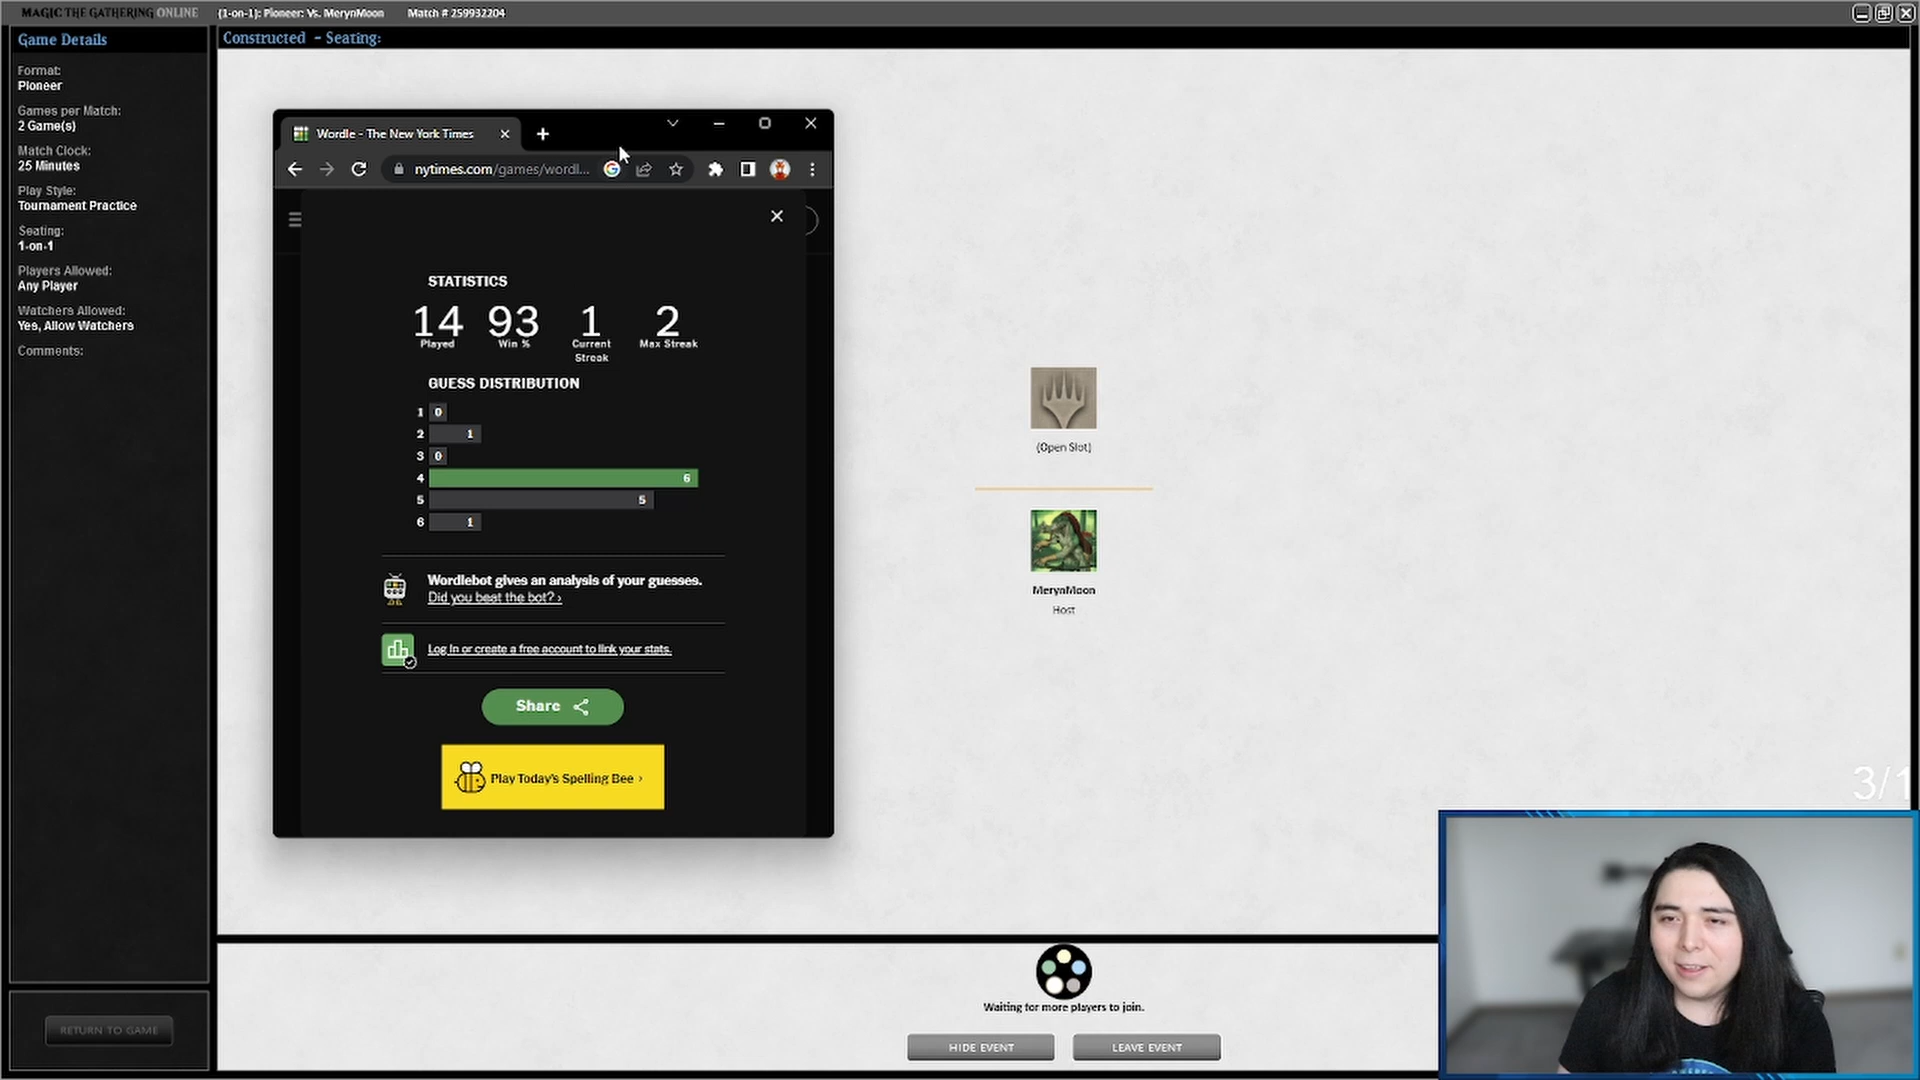 MAGIC THE GATHERING ONLINE
(1-on-1): Pioneer: Vs. MerynMoon
Match # 259932204
Game Details
Constructed - Seating:
Format:
Pioneer
Games per Match:
2 Game(s)
Match Clock:
25 Minutes
Play Style:
Tournament Practice
Seating:
1-on-1
Players Allowed:
Any Player
Watchers Allowed:
Yes, Allow Watchers
Comments:
RETURN TO GAME
Wordle - The New York Times
nytimes.com/games/wordl...
STATISTICS
14 93 1 2
Played Win % Current Max Streak
Streak
GUESS DISTRIBUTION
1 0
2 1
3 0
4 6
5 5
6 1
Wordlebot gives an analysis of your guesses.
Did you beat the bot? ›
Log in or create a free account to link your stats.
Share
Play Today's Spelling Bee ›
(Open Slot)
MerynMoon
Host
3/1
Waiting for more players to join.
HIDE EVENT
LEAVE EVENT